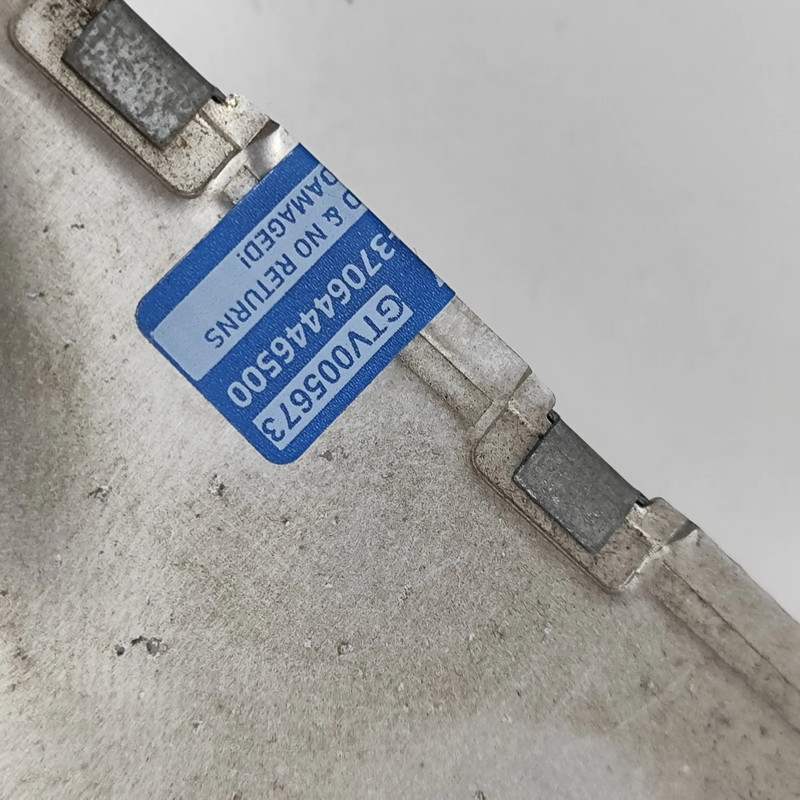 GTV005673
37064446500
D & NO RETURNS
DAMAGED!